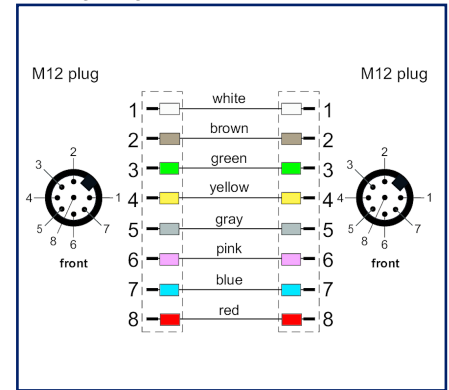 M12 plug
M12 plug
1 white 1
2 brown 2
3 green 3
4 yellow 4
5 gray 5
6 pink 6
7 blue 7
8 red 8
2
3
4
1
5
8
6
7
front
2
3
4
1
5
8
6
7
front